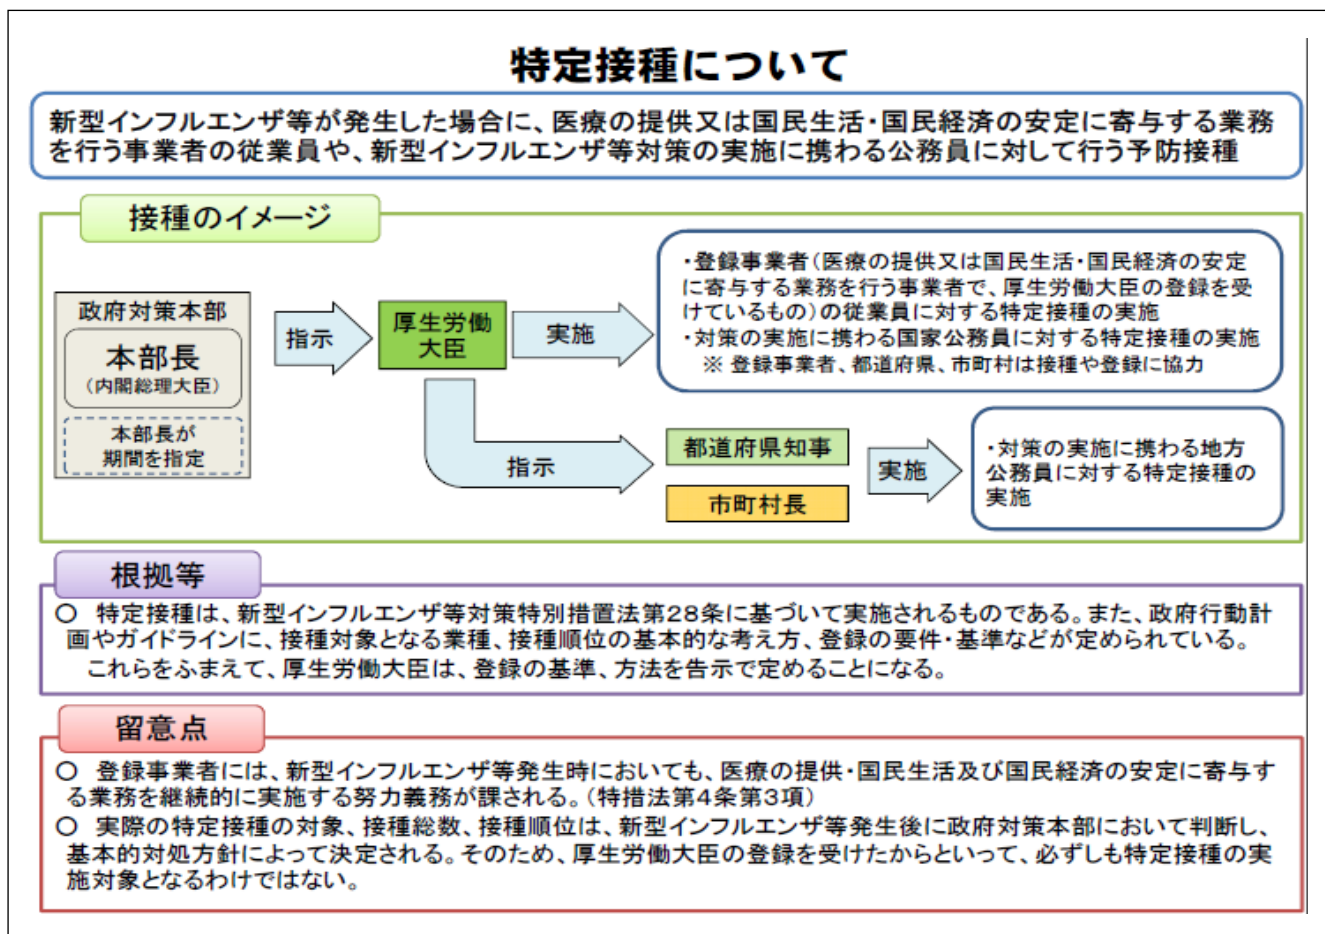 特定接種について
新型インフルエンザ等が発生した場合に、医療の提供又は国民生活・国民経済の安定に寄与する業務
を行う事業者の従業員や、新型インフルエンザ等対策の実施に携わる公務員に対して行う予防接種
接種のイメージ
政府対策本部
本部長
（内閣総理大臣）
本部長が
期間を指定
指示
厚生労働
大臣
実施
・登録事業者（医療の提供又は国民生活・国民経済の安定
に寄与する業務を行う事業者で、厚生労働大臣の登録を受
けているもの）の従業員に対する特定接種の実施
・対策の実施に携わる国家公務員に対する特定接種の実施
※ 登録事業者、都道府県、市町村は接種や登録に協力
指示
都道府県知事
市町村長
実施
・対策の実施に携わる地方
公務員に対する特定接種の
実施
根拠等
○ 特定接種は、新型インフルエンザ等対策特別措置法第28条に基づいて実施されるものである。また、政府行動計
画やガイドラインに、接種対象となる業種、接種順位の基本的な考え方、登録の要件・基準などが定められている。
これらをふまえて、厚生労働大臣は、登録の基準、方法を告示で定めることになる。
留意点
○ 登録事業者には、新型インフルエンザ等発生時においても、医療の提供・国民生活及び国民経済の安定に寄与す
る業務を継続的に実施する努力義務が課される。（特措法第4条第3項）
○ 実際の特定接種の対象、接種総数、接種順位は、新型インフルエンザ等発生後に政府対策本部において判断し、
基本的対処方針によって決定される。そのため、厚生労働大臣の登録を受けたからといって、必ずしも特定接種の実
施対象となるわけではない。